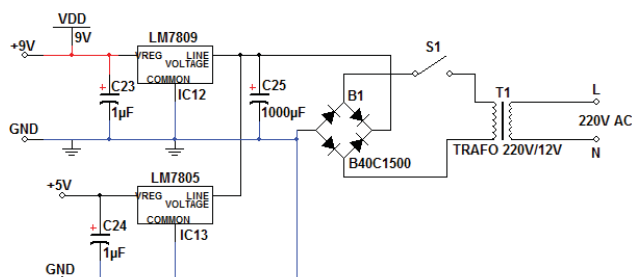 VDD
9V
+9V
LM7809
VREG
LINE
VOLTAGE
COMMON
IC12
C23
1µF
C25
1000µF
GND
S1
B1
B40C1500
T1
TRAFO 220V/12V
L
220V AC
N
+5V
LM7805
VREG
LINE
VOLTAGE
COMMON
IC13
C24
1µF
GND